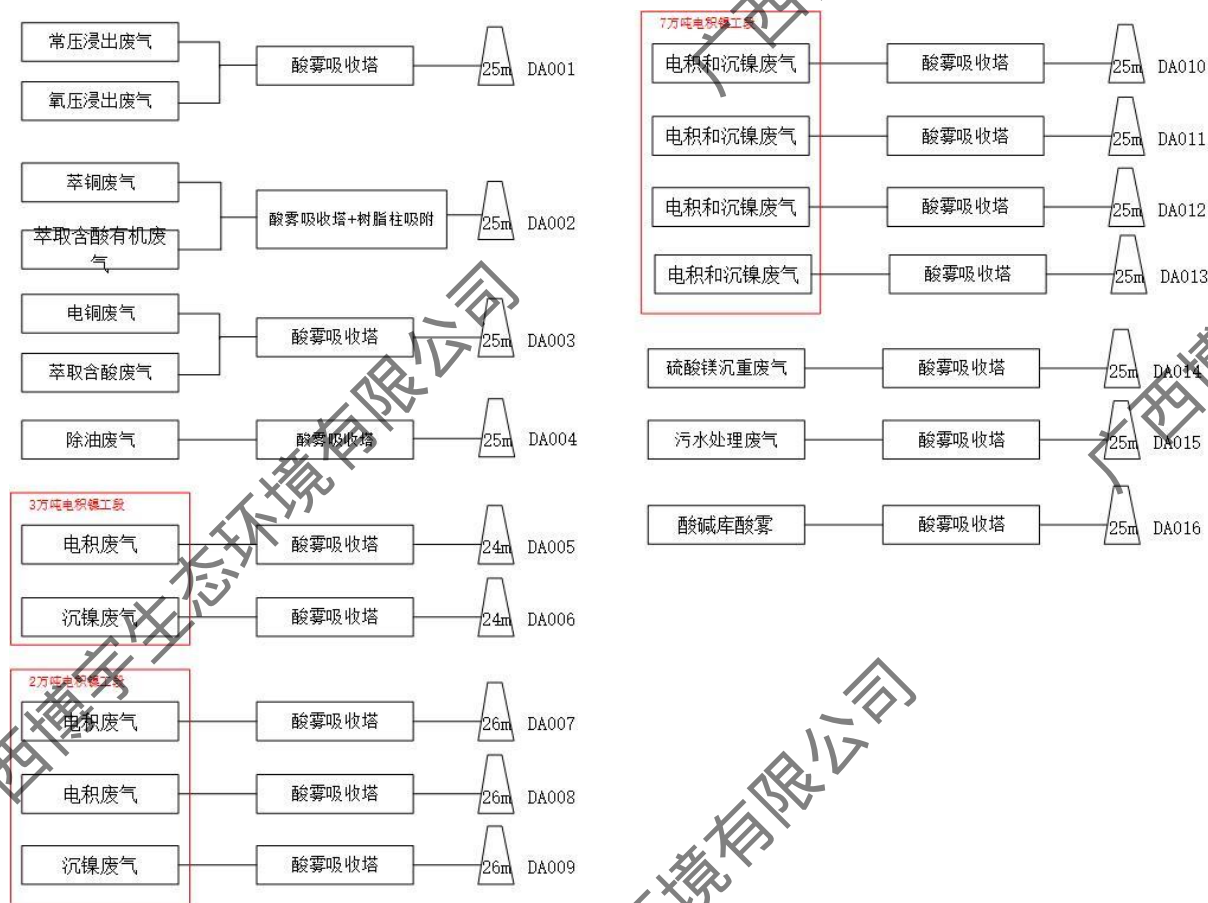 常压浸出废气
氧压浸出废气
酸雾吸收塔
25m
DA001
萃铜废气
萃取含酸有机废
气
酸雾吸收塔+树脂柱吸附
25m
DA002
电铜废气
萃取含酸废气
酸雾吸收塔
25m
DA003
除油废气
酸雾吸收塔
25m
DA004
3万吨电积镍工段
电积废气
酸雾吸收塔
24m
DA005
沉镍废气
酸雾吸收塔
24m
DA006
2万吨电积镍工段
电积废气
酸雾吸收塔
26m
DA007
电积废气
酸雾吸收塔
26m
DA008
沉镍废气
酸雾吸收塔
26m
DA009
7万吨电积镍工段
电积和沉镍废气
酸雾吸收塔
25m
DA010
电积和沉镍废气
酸雾吸收塔
25m
DA011
电积和沉镍废气
酸雾吸收塔
25m
DA012
电积和沉镍废气
酸雾吸收塔
25m
DA013
硫酸镁沉重废气
酸雾吸收塔
25m
DA014
污水处理废气
酸雾吸收塔
25m
DA015
酸碱库酸雾
酸雾吸收塔
25m
DA016
西博宇生态环境有限公司
环境有限公司
广西
广西博